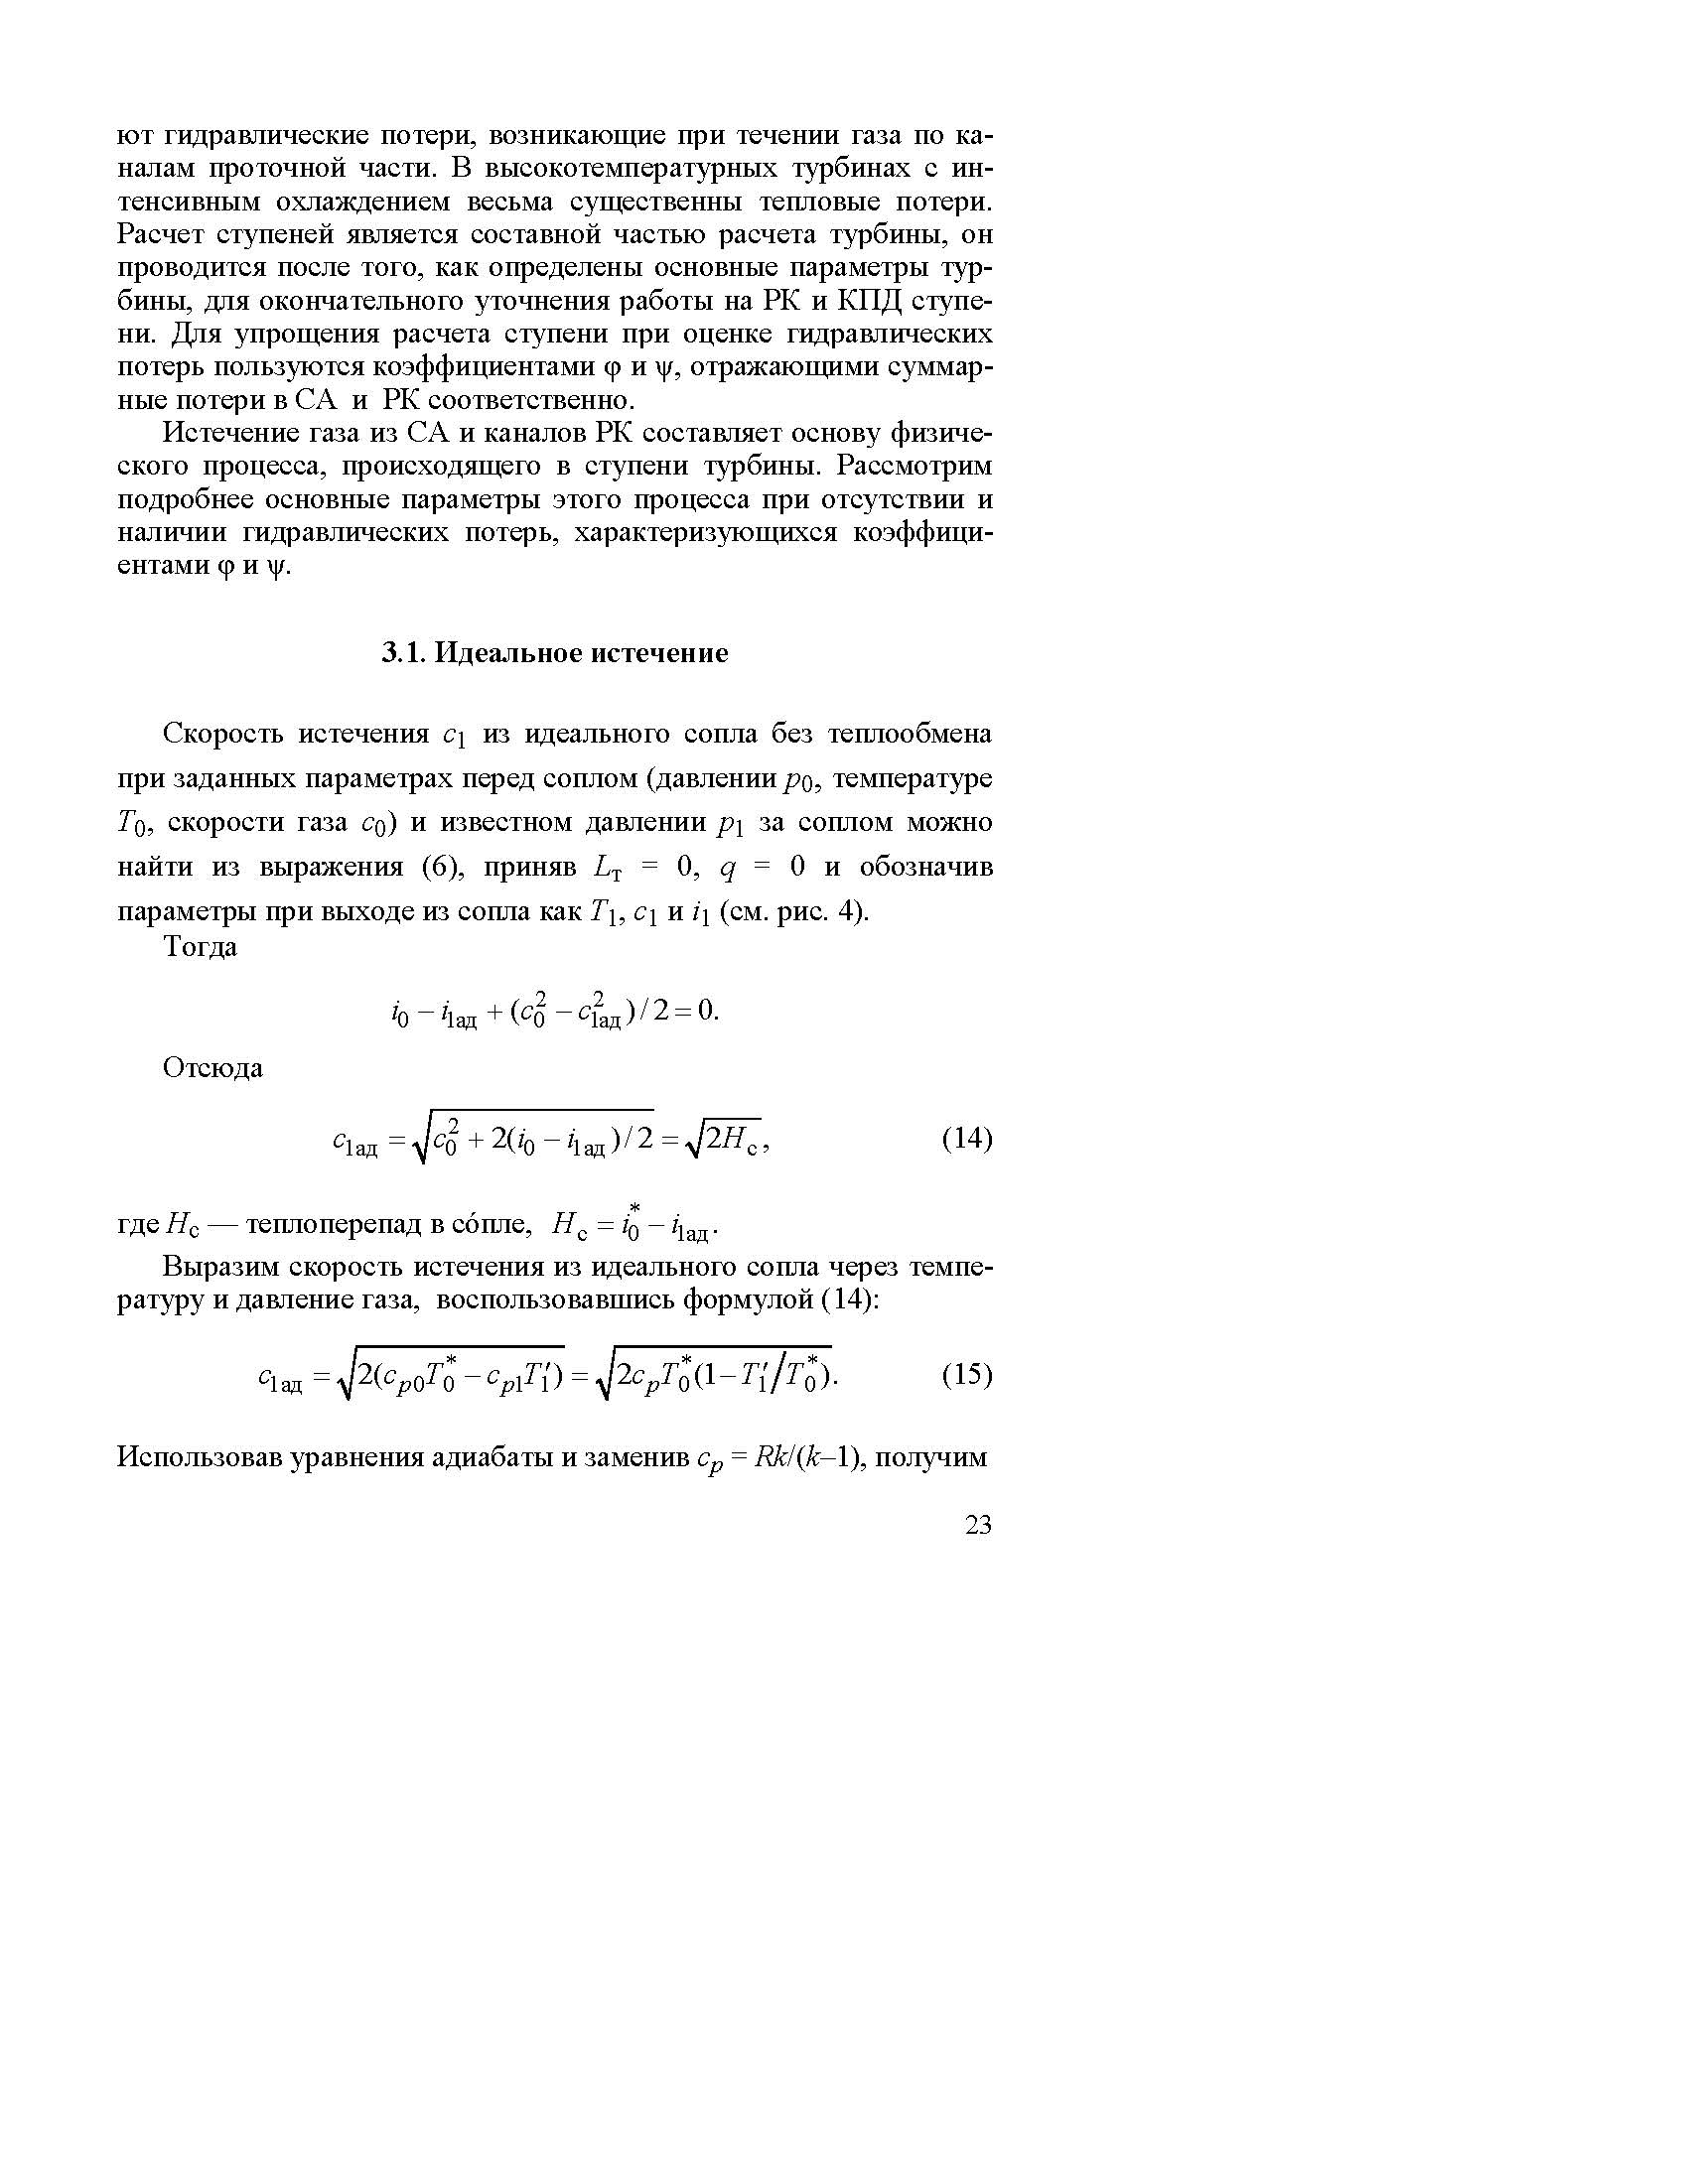 ют гидравлические потери, возникающие при течении газа по ка-
налам проточной части. В высокотемпературных турбинах с ин-
тенсивным охлаждением весьма существенны тепловые потери.
Расчет ступеней является составной частью расчета турбины, он
проводится после того, как определены основные параметры тур-
бины, для окончательного уточнения работы на РК и КПД ступе-
ни. Для упрощения расчета ступени при оценке гидравлических
потерь пользуются коэффициентами φ и ψ, отражающими суммар-
ные потери в СА и РК соответственно.
Истечение газа из СА и каналов РК составляет основу физиче-
ского процесса, происходящего в ступени турбины. Рассмотрим
подробнее основные параметры этого процесса при отсутствии и
наличии гидравлических потерь, характеризующихся коэффици-
ентами φ и ψ.
3.1. Идеальное истечение
Скорость истечения c₁ из идеального сопла без теплообмена
при заданных параметрах перед соплом (давлении p₀, температуре
T₀, скорости газа c₀) и известном давлении p₁ за соплом можно
найти из выражения (6), приняв Lт = 0, q = 0 и обозначив
параметры при выходе из сопла как T₁, c₁ и i₁ (см. рис. 4).
Тогда
i₀ – i₁ад + (c₀² – c₁ад²) / 2 = 0.
Отсюда
c₁ад = √(c₀² + 2(i₀ – i₁ад) / 2) = √(2Hс), (14)
где Hс — теплоперепад в со́пле, Hс = i₀* – i₁ад.
Выразим скорость истечения из идеального сопла через темпе-
ратуру и давление газа, воспользовавшись формулой (14):
c₁ад = √(2(cp0T₀* – cp1T₁′)) = √(2cpT₀*(1–T₁′/T₀*)). (15)
Использовав уравнения адиабаты и заменив cp = Rk/(k–1), получим
23